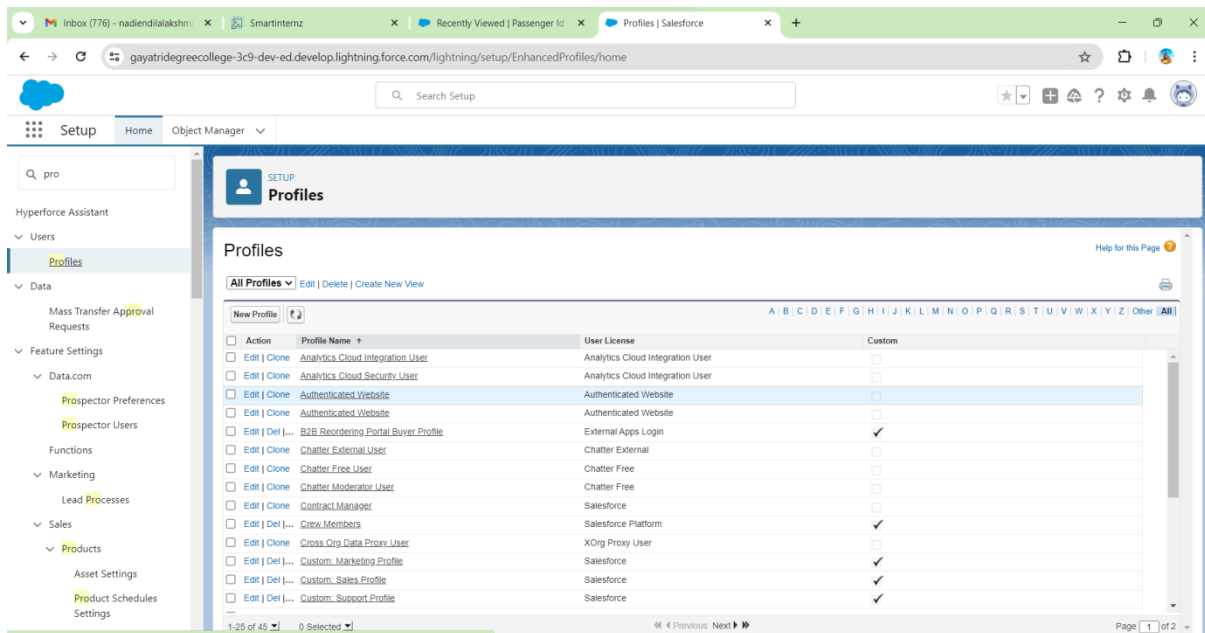 Inbox (776) - nadiendilalakshmi
Smartinternz
Recently Viewed | Passenger Id
Profiles | Salesforce
gayatridegreecollege-3c9-dev-ed.develop.lightning.force.com/lightning/setup/EnhancedProfiles/home
Search Setup
Setup Home Object Manager
pro
Hyperforce Assistant
Users
Profiles
Data
Mass Transfer Approval
Requests
Feature Settings
Data.com
Prospector Preferences
Prospector Users
Functions
Marketing
Lead Processes
Sales
Products
Asset Settings
Product Schedules
Settings
SETUP
Profiles
Profiles
Help for this Page
All Profiles Edit | Delete | Create New View
New Profile A | B | C | D | E | F | G | H | I | J | K | L | M | N | O | P | Q | R | S | T | U | V | W | X | Y | Z | Other | All
Action Profile Name User License Custom
Edit | Clone Analytics Cloud Integration User Analytics Cloud Integration User
Edit | Clone Analytics Cloud Security User Analytics Cloud Integration User
Edit | Clone Authenticated Website Authenticated Website
Edit | Clone Authenticated Website Authenticated Website
Edit | Del |... B2B Reordering Portal Buyer Profile External Apps Login
Edit | Clone Chatter External User Chatter External
Edit | Clone Chatter Free User Chatter Free
Edit | Clone Chatter Moderator User Chatter Free
Edit | Clone Contract Manager Salesforce
Edit | Del |... Crew Members Salesforce Platform
Edit | Clone Cross Org Data Proxy User XOrg Proxy User
Edit | Del |... Custom: Marketing Profile Salesforce
Edit | Del |... Custom: Sales Profile Salesforce
Edit | Del |... Custom: Support Profile Salesforce
1-25 of 45 0 Selected Previous Next Page 1 of 2